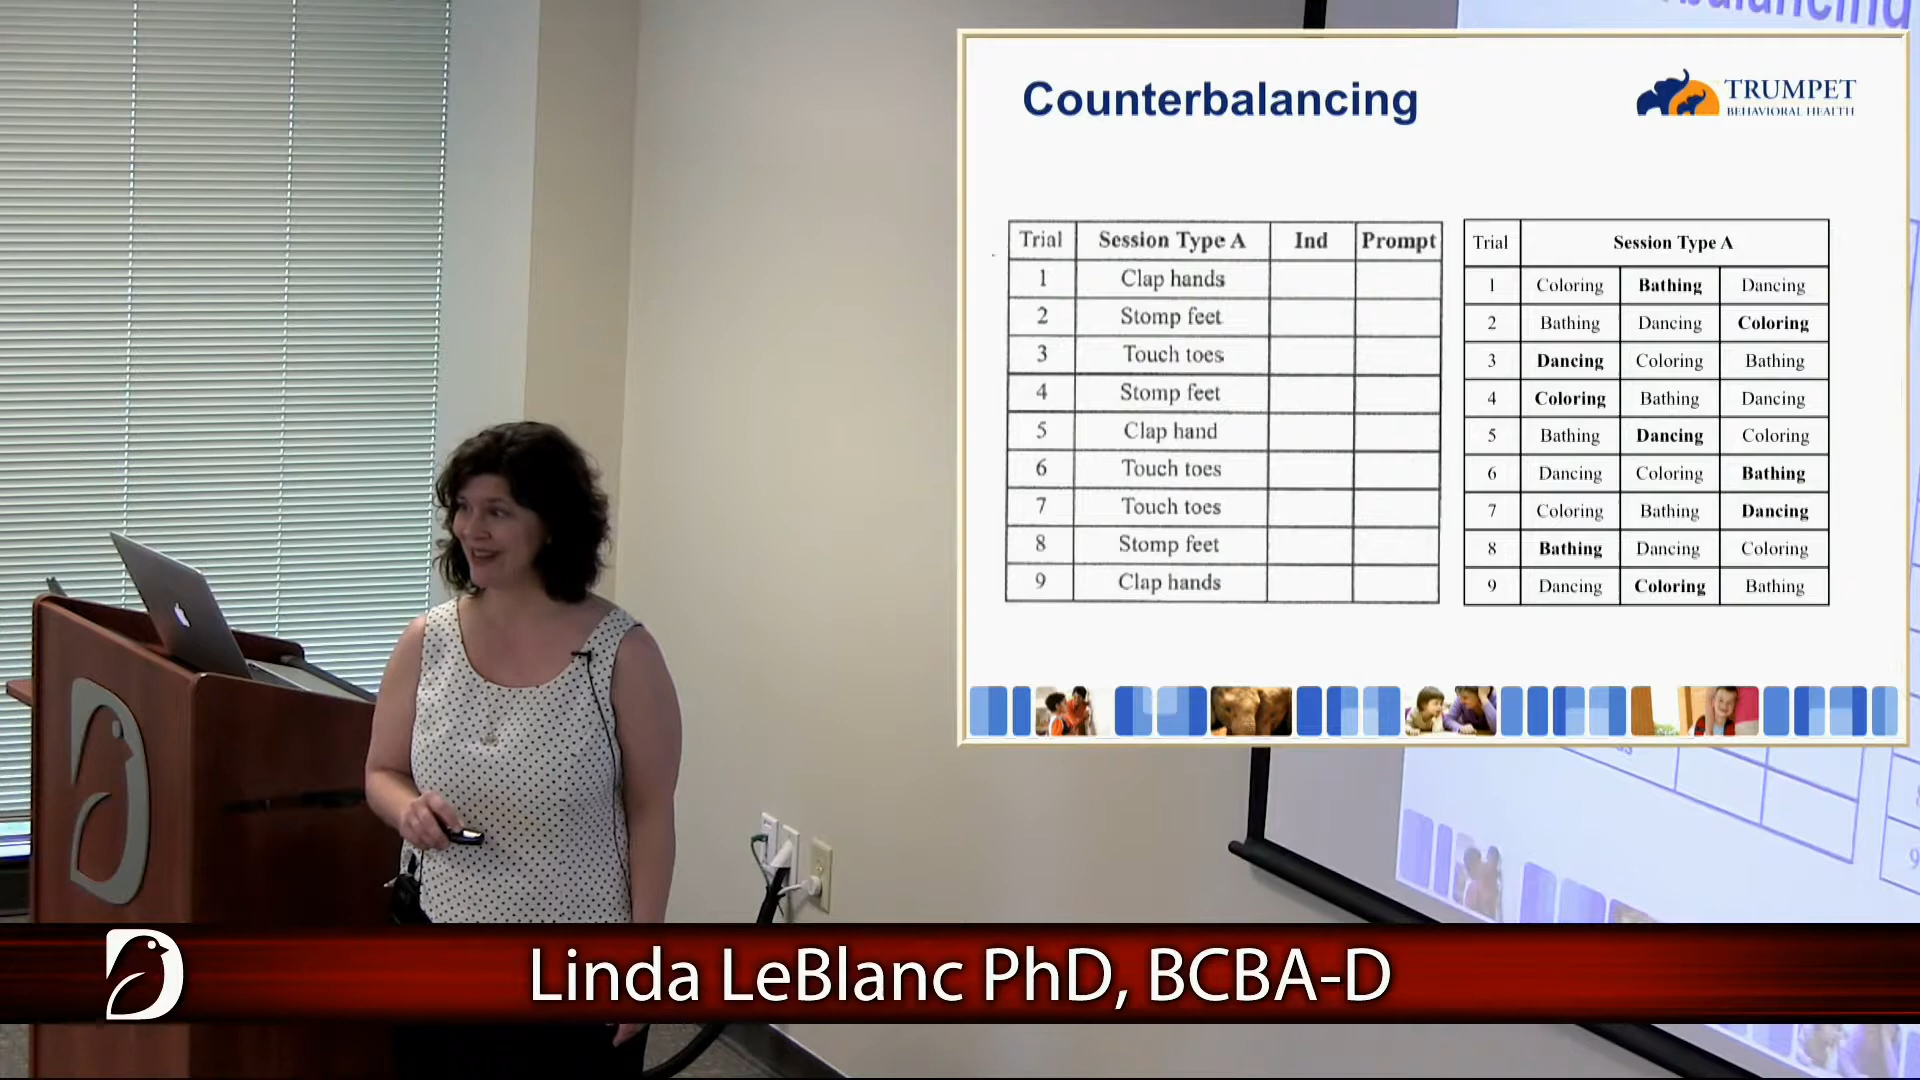 Counterbalancing
TRUMPET
BEHAVIORAL HEALTH
Trial Session Type A Ind Prompt
1 Clap hands
2 Stomp feet
3 Touch toes
4 Stomp feet
5 Clap hand
6 Touch toes
7 Touch toes
8 Stomp feet
9 Clap hands
Trial Session Type A
1 Coloring Bathing Dancing
2 Bathing Dancing Coloring
3 Dancing Coloring Bathing
4 Coloring Bathing Dancing
5 Bathing Dancing Coloring
6 Dancing Coloring Bathing
7 Coloring Bathing Dancing
8 Bathing Dancing Coloring
9 Dancing Coloring Bathing
Linda LeBlanc PhD, BCBA-D